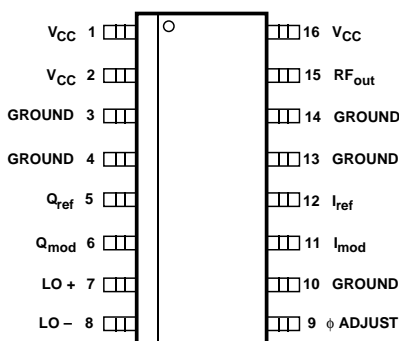 VCC 1 16 VCC
VCC 2 15 RFout
GROUND 3 14 GROUND
GROUND 4 13 GROUND
Qref 5 12 Iref
Qmod 6 11 Imod
LO + 7 10 GROUND
LO – 8 9 ϕ ADJUST